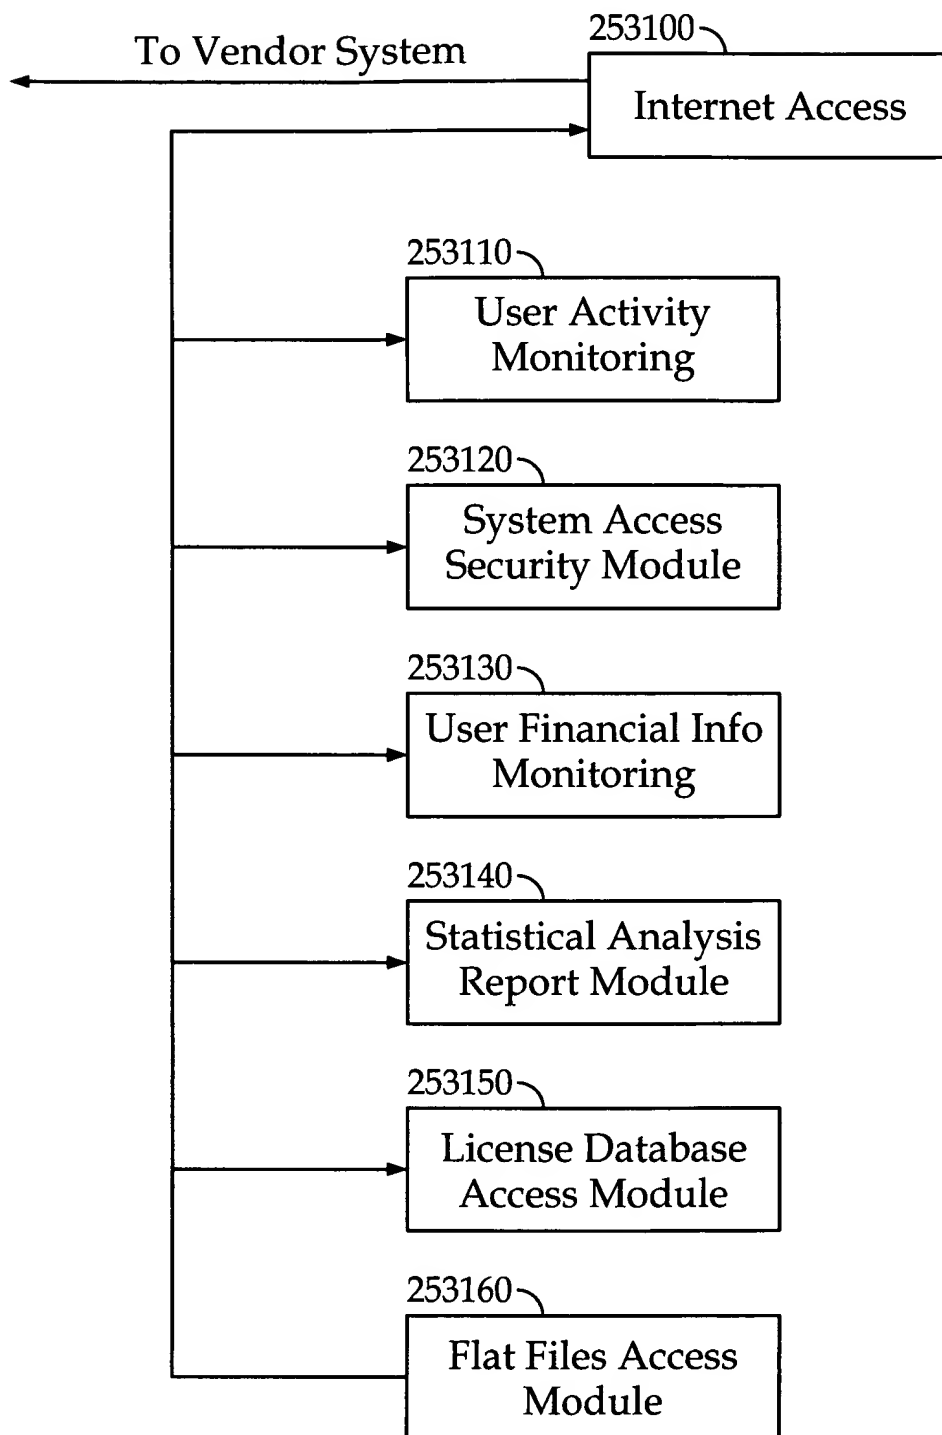 253100
To Vendor System
Internet Access
253110
User Activity
Monitoring
253120
System Access
Security Module
253130
User Financial Info
Monitoring
253140
Statistical Analysis
Report Module
253150
License Database
Access Module
253160
Flat Files Access
Module